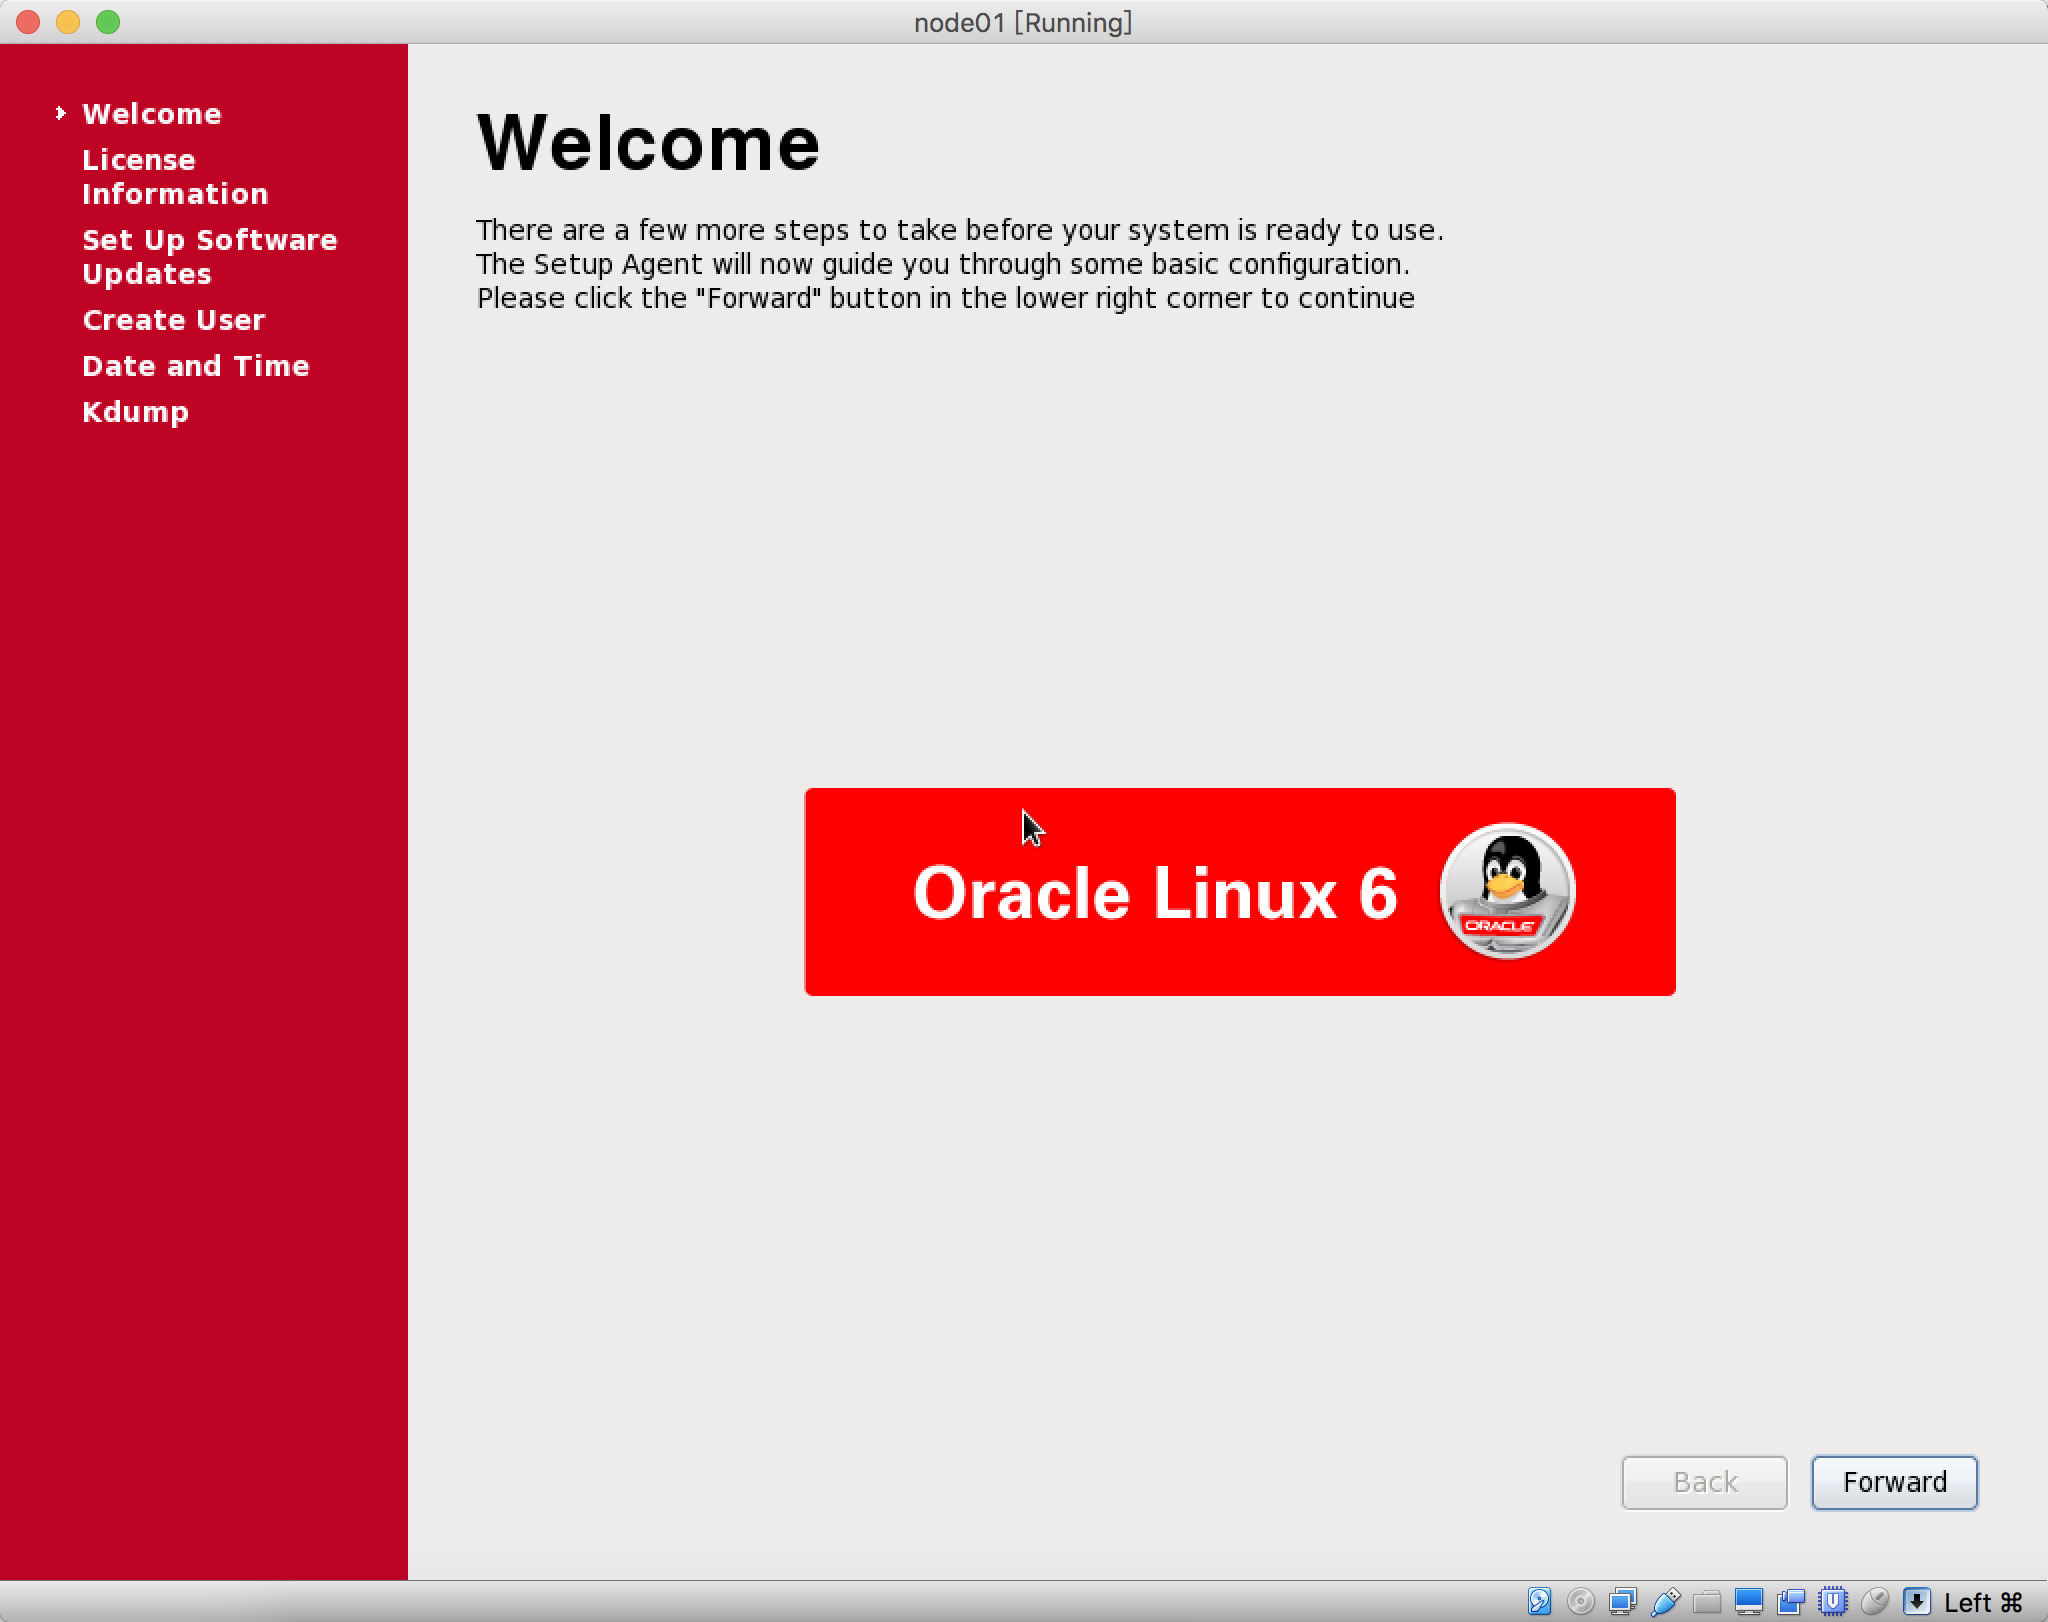 node01 [Running]
Welcome
License
Information
Set Up Software
Updates
Create User
Date and Time
Kdump
Welcome
There are a few more steps to take before your system is ready to use.
The Setup Agent will now guide you through some basic configuration.
Please click the "Forward" button in the lower right corner to continue
Oracle Linux 6
ORACLE
Back
Forward
Left ⌘